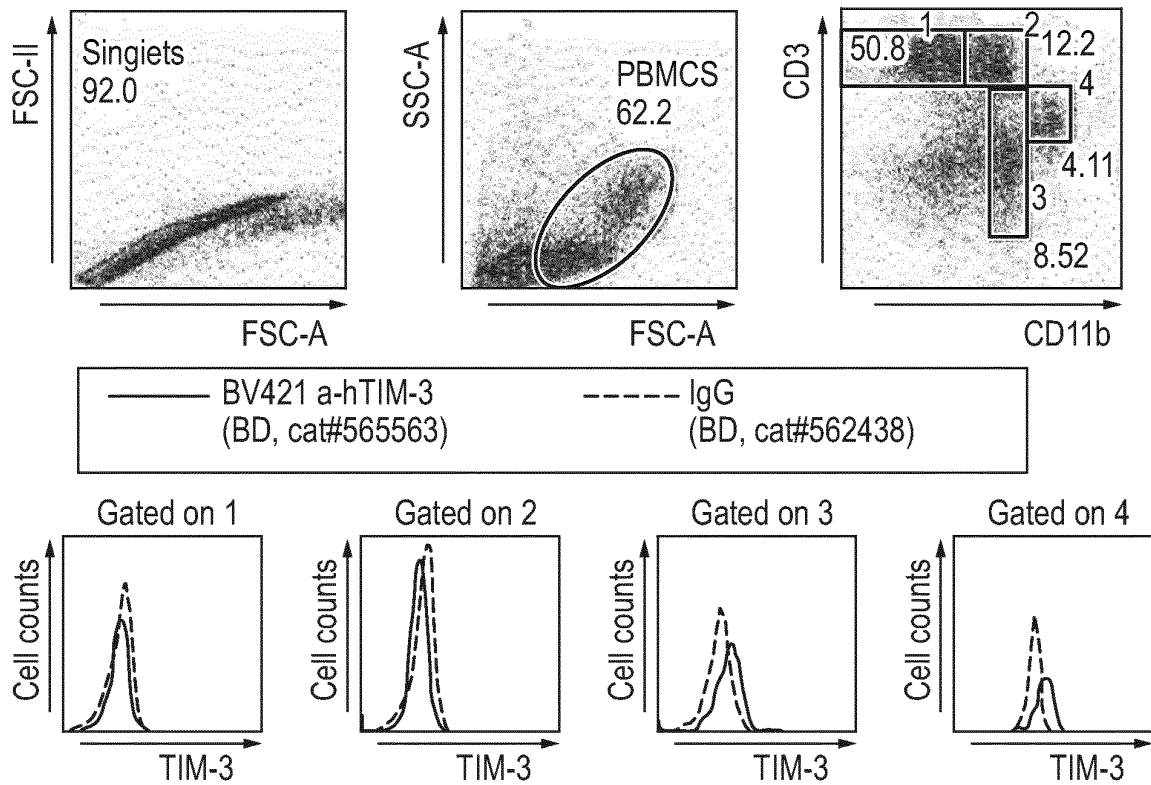 FSC-II
Singiets
92.0
FSC-A
SSC-A
PBMCS
62.2
FSC-A
CD3
1
50.8
2
12.2
4
4.11
3
8.52
CD11b
BV421 a-hTIM-3
(BD, cat#565563)
IgG
(BD, cat#562438)
Gated on 1
Cell counts
TIM-3
Gated on 2
Cell counts
TIM-3
Gated on 3
Cell counts
TIM-3
Gated on 4
Cell counts
TIM-3